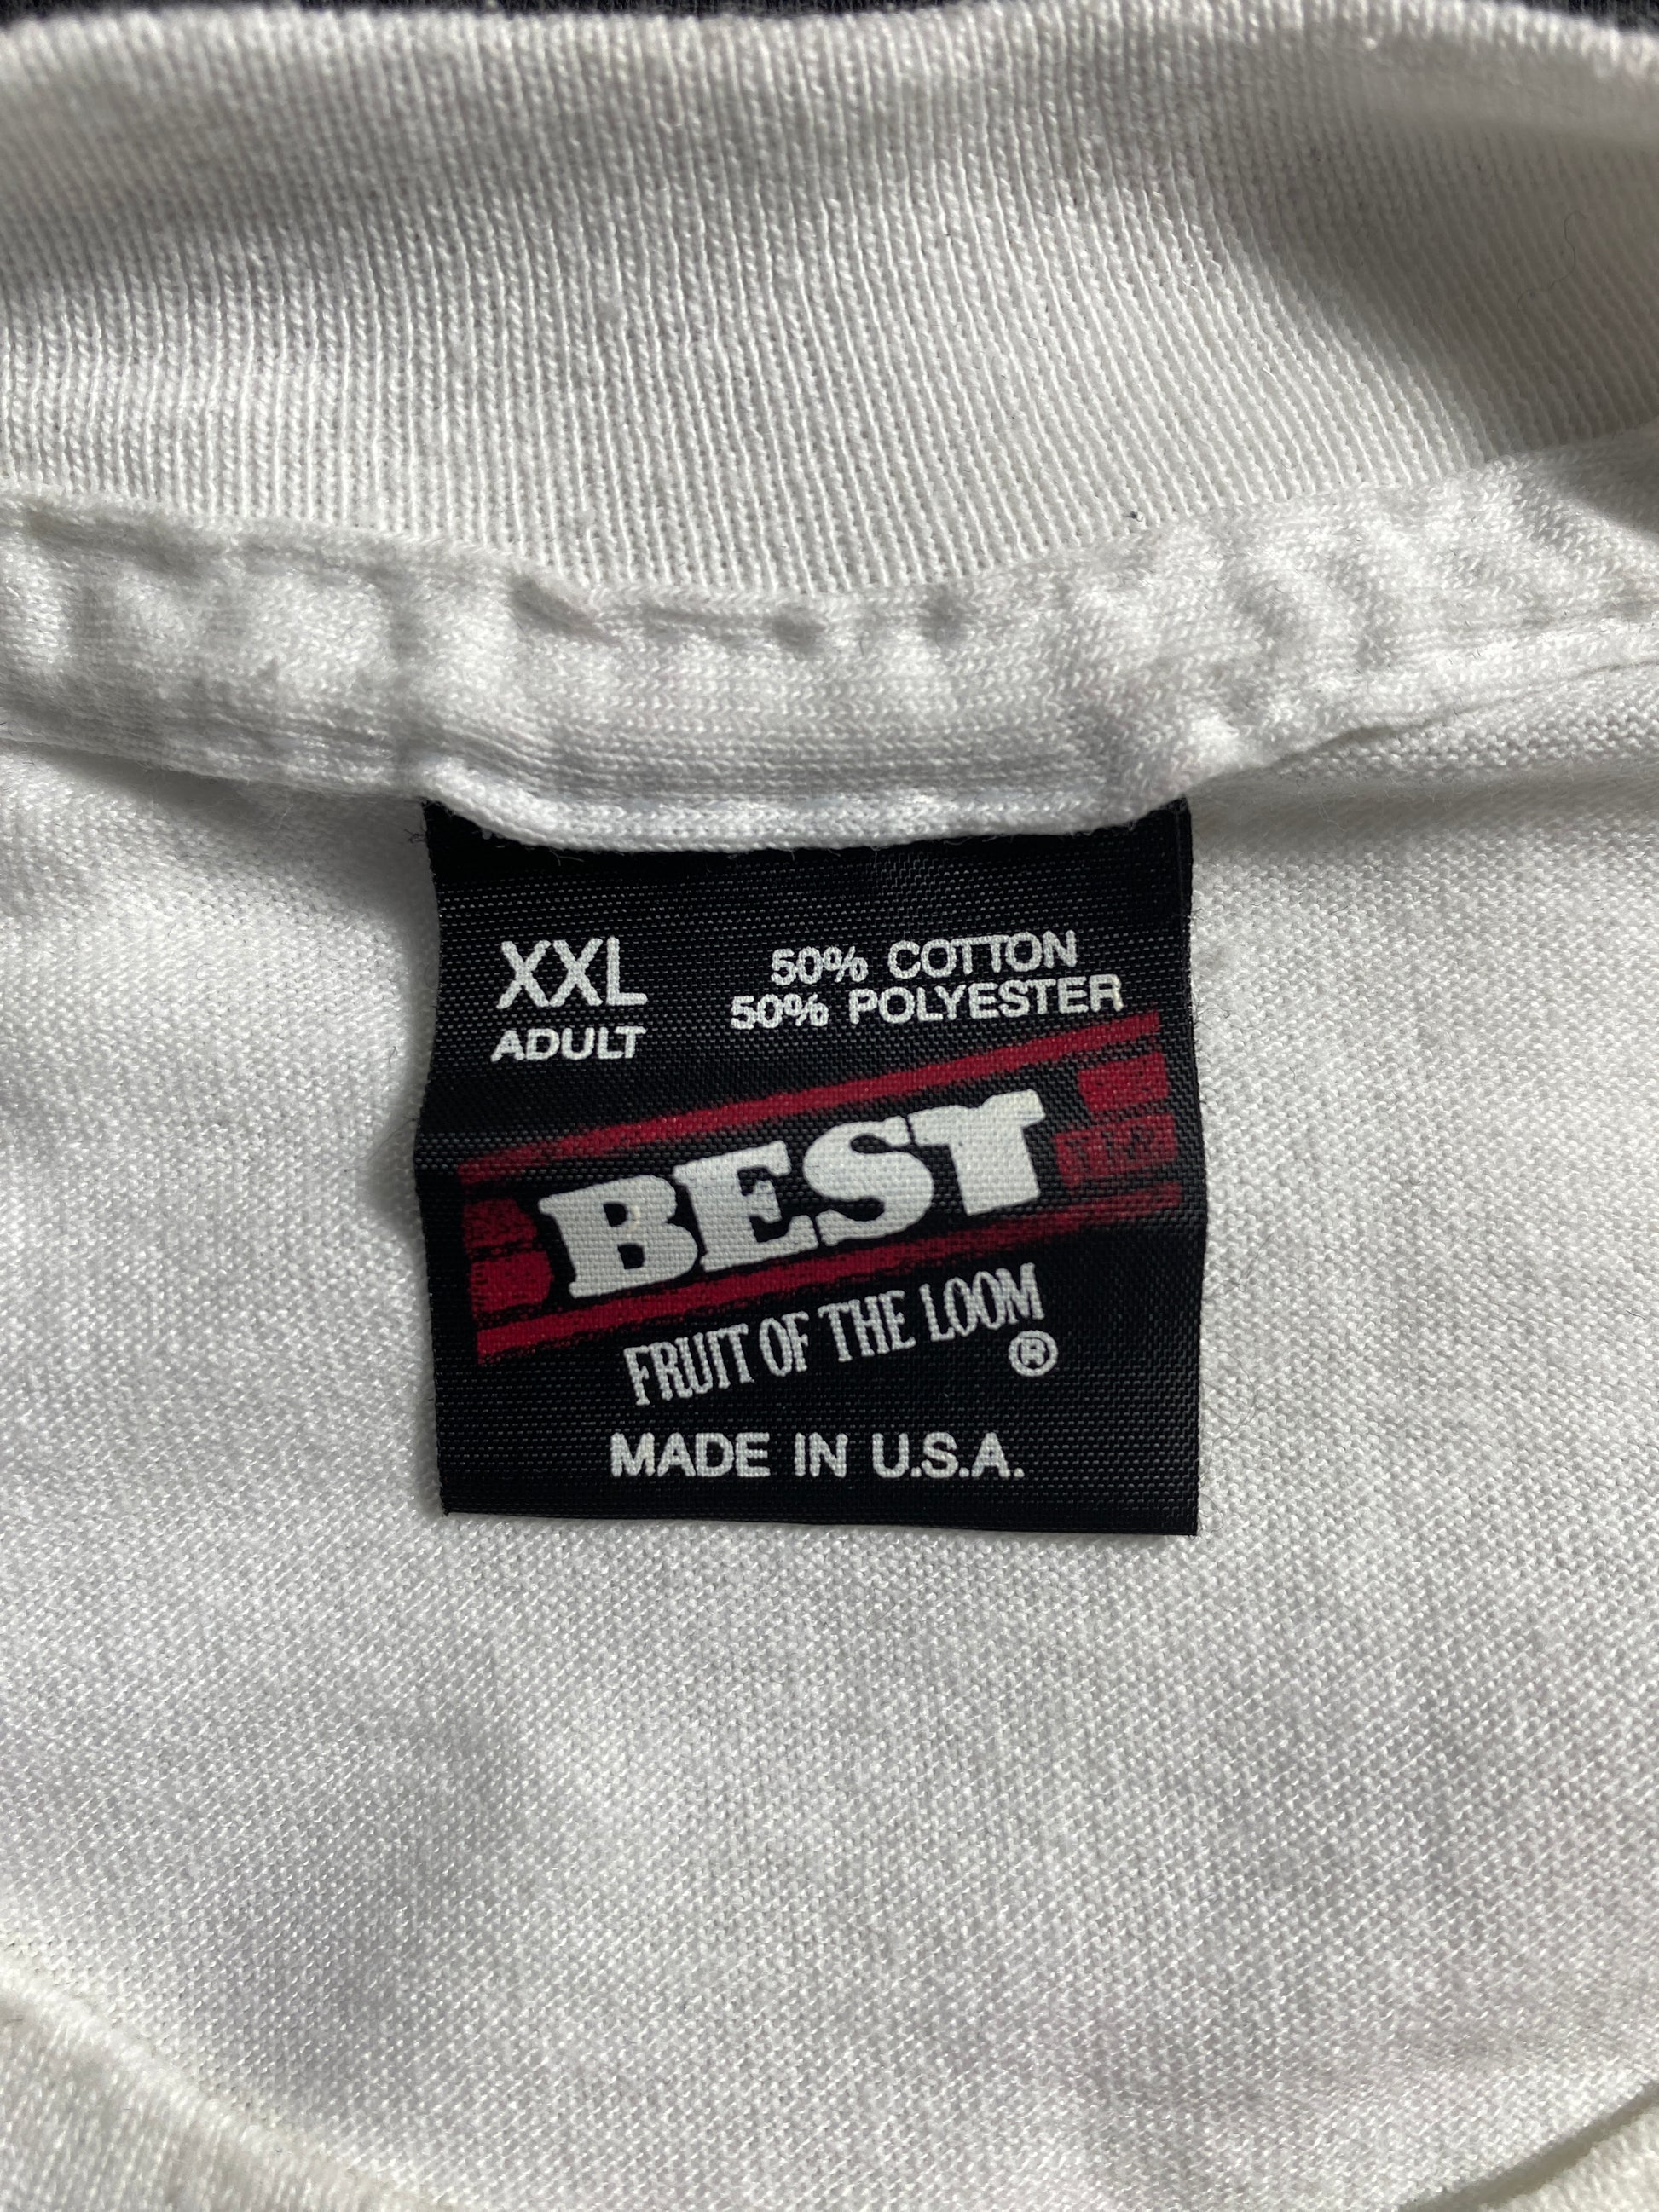 XXL
ADULT
50% COTTON
50% POLYESTER
BEST
FRUIT OF THE LOOM
®
MADE IN U.S.A.